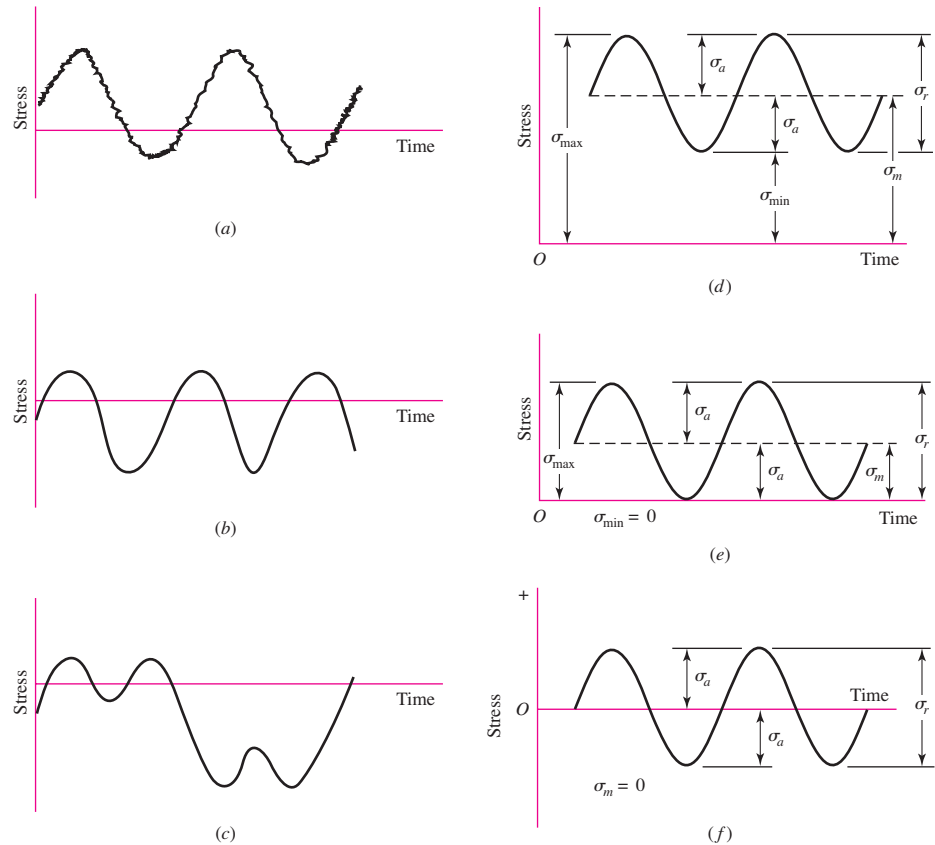 Stress
Time
(a)
Stress
Time
(b)
Stress
Time
(c)
Stress
σmax
σa
σa
σmin
σr
σm
O
Time
(d)
Stress
σmax
σa
σa
σm
σr
O
σmin = 0
Time
(e)
+
Stress
O
σa
σa
Time
σr
σm = 0
(f)